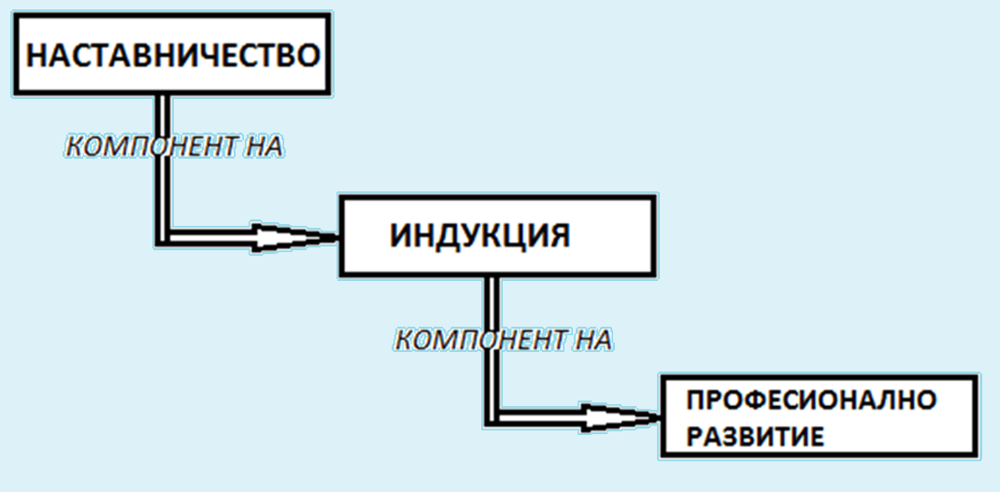 НАСТАВНИЧЕСТВО
КОМПОНЕНТ НА
ИНДУКЦИЯ
КОМПОНЕНТ НА
ПРОФЕСИОНАЛНО
РАЗВИТИЕ